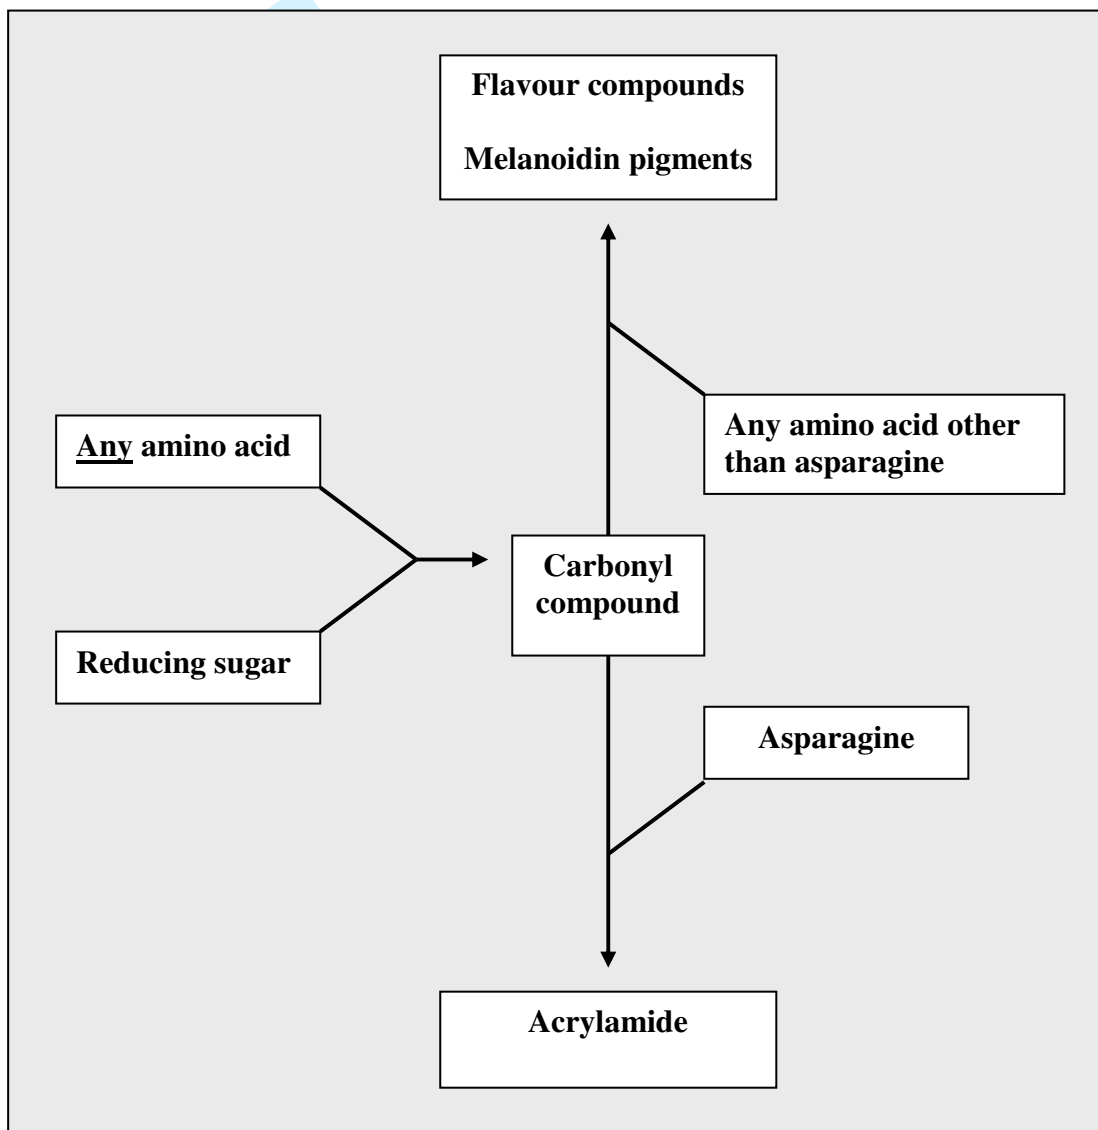 Flavour compounds
Melanoidin pigments
Any amino acid
Any amino acid other
than asparagine
Carbonyl
compound
Reducing sugar
Asparagine
Acrylamide